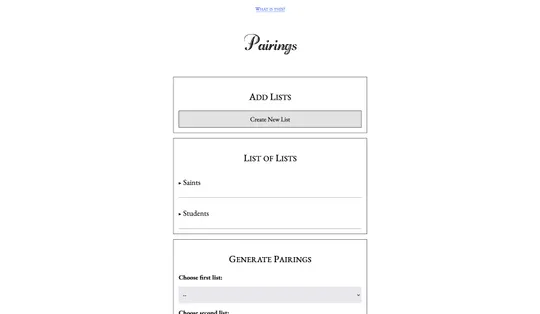 What is this?
Pairings
Add Lists
Create New List
List of Lists
▸ Saints
▸ Students
Generate Pairings
Choose first list:
--
Choose second list: